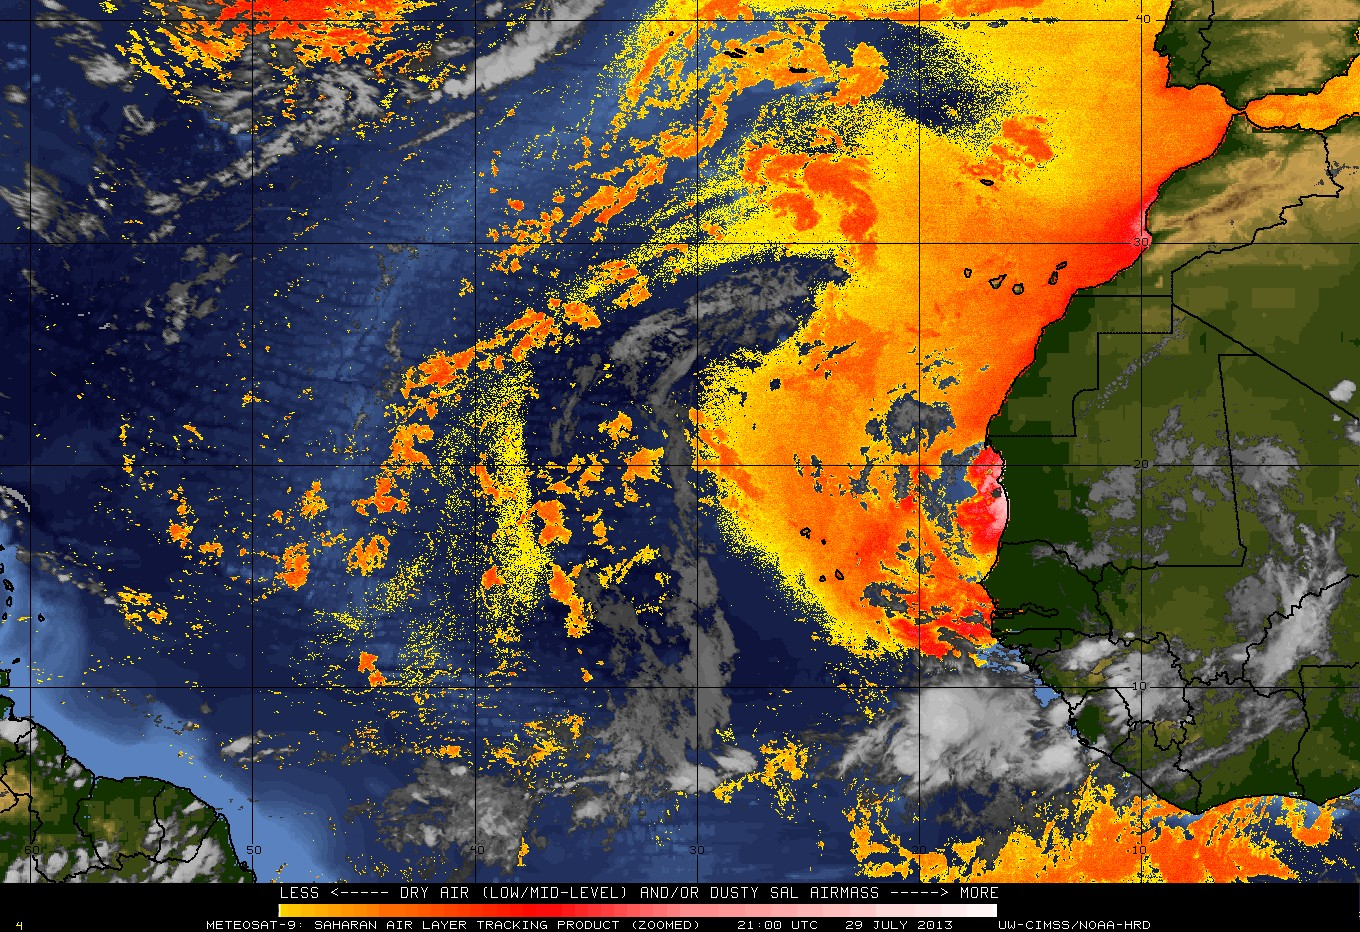 40
30
20
10
60 50 40 30 20 10
LESS <----- DRY AIR (LOW/MID-LEVEL) AND/OR DUSTY SAL AIRMASS -----> MORE
4 METEOSAT-9: SAHARAN AIR LAYER TRACKING PRODUCT (ZOOMED) 21:00 UTC 29 JULY 2013 UW-CIMSS/NOAA-HRD